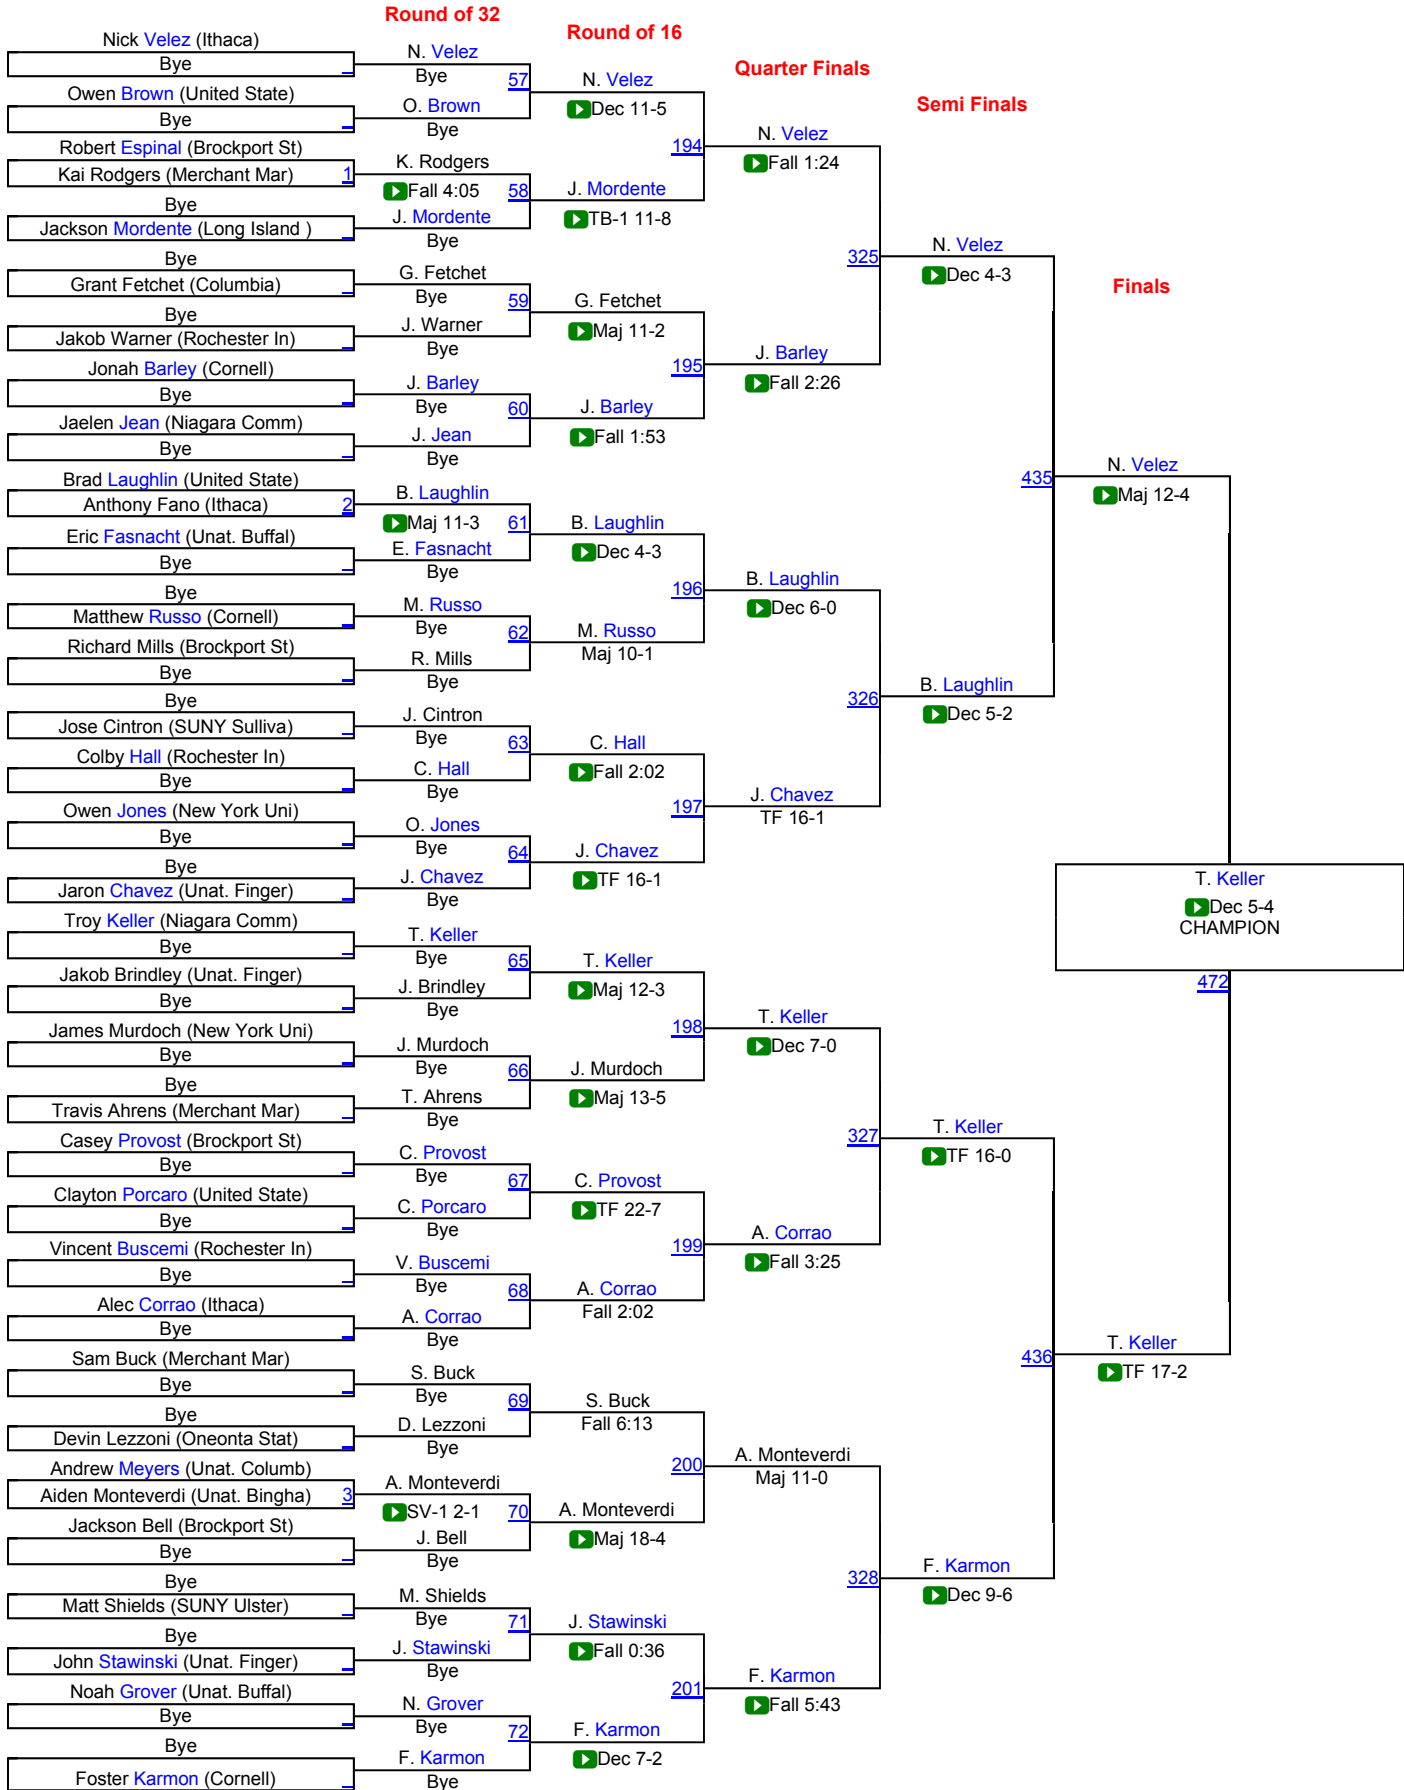 Round of 32
Round of 16
Quarter Finals
Semi Finals
Finals
Nick Velez (Ithaca)
Bye
Owen Brown (United State)
Bye
Robert Espinal (Brockport St)
Kai Rodgers (Merchant Mar) 1
Bye
Jackson Mordente (Long Island )
Bye
Grant Fetchet (Columbia)
Bye
Jakob Warner (Rochester In)
Jonah Barley (Cornell)
Bye
Jaelen Jean (Niagara Comm)
Bye
Brad Laughlin (United State)
Anthony Fano (Ithaca) 2
Eric Fasnacht (Unat. Buffal)
Bye
Bye
Matthew Russo (Cornell)
Richard Mills (Brockport St)
Bye
Bye
Jose Cintron (SUNY Sulliva)
Colby Hall (Rochester In)
Bye
Owen Jones (New York Uni)
Bye
Bye
Jaron Chavez (Unat. Finger)
Troy Keller (Niagara Comm)
Bye
Jakob Brindley (Unat. Finger)
Bye
James Murdoch (New York Uni)
Bye
Bye
Travis Ahrens (Merchant Mar)
Casey Provost (Brockport St)
Bye
Clayton Porcaro (United State)
Bye
Vincent Buscemi (Rochester In)
Bye
Alec Corrao (Ithaca)
Bye
Sam Buck (Merchant Mar)
Bye
Bye
Devin Lezzoni (Oneonta Stat)
Andrew Meyers (Unat. Columb)
Aiden Monteverdi (Unat. Bingha) 3
Jackson Bell (Brockport St)
Bye
Bye
Matt Shields (SUNY Ulster)
Bye
John Stawinski (Unat. Finger)
Noah Grover (Unat. Buffal)
Bye
Bye
Foster Karmon (Cornell)
N. Velez
Bye 57
O. Brown
Bye
K. Rodgers
Fall 4:05 58
J. Mordente
Bye
G. Fetchet
Bye 59
J. Warner
Bye
J. Barley
Bye 60
J. Jean
Bye
B. Laughlin
Maj 11-3 61
E. Fasnacht
Bye
M. Russo
Bye 62
R. Mills
Bye
J. Cintron
Bye 63
C. Hall
Bye
O. Jones
Bye 64
J. Chavez
Bye
T. Keller
Bye 65
J. Brindley
Bye
J. Murdoch
Bye 66
T. Ahrens
Bye
C. Provost
Bye 67
C. Porcaro
Bye
V. Buscemi
Bye 68
A. Corrao
Bye
S. Buck
Bye 69
D. Lezzoni
Bye
A. Monteverdi
SV-1 2-1 70
J. Bell
Bye
M. Shields
Bye 71
J. Stawinski
Bye
N. Grover
Bye 72
F. Karmon
Bye
N. Velez
Dec 11-5
194
J. Mordente
TB-1 11-8
G. Fetchet
Maj 11-2
195
J. Barley
Fall 1:53
B. Laughlin
Dec 4-3
196
M. Russo
Maj 10-1
C. Hall
Fall 2:02
197
J. Chavez
TF 16-1
T. Keller
Maj 12-3
198
J. Murdoch
Maj 13-5
C. Provost
TF 22-7
199
A. Corrao
Fall 2:02
S. Buck
Fall 6:13
200
A. Monteverdi
Maj 18-4
J. Stawinski
Fall 0:36
201
F. Karmon
Dec 7-2
N. Velez
Fall 1:24
325
J. Barley
Fall 2:26
B. Laughlin
Dec 6-0
326
J. Chavez
TF 16-1
T. Keller
Dec 7-0
327
A. Corrao
Fall 3:25
A. Monteverdi
Maj 11-0
328
F. Karmon
Fall 5:43
N. Velez
Dec 4-3
435
B. Laughlin
Dec 5-2
T. Keller
TF 16-0
436
F. Karmon
Dec 9-6
N. Velez
Maj 12-4
T. Keller
Dec 5-4
CHAMPION
472
T. Keller
TF 17-2